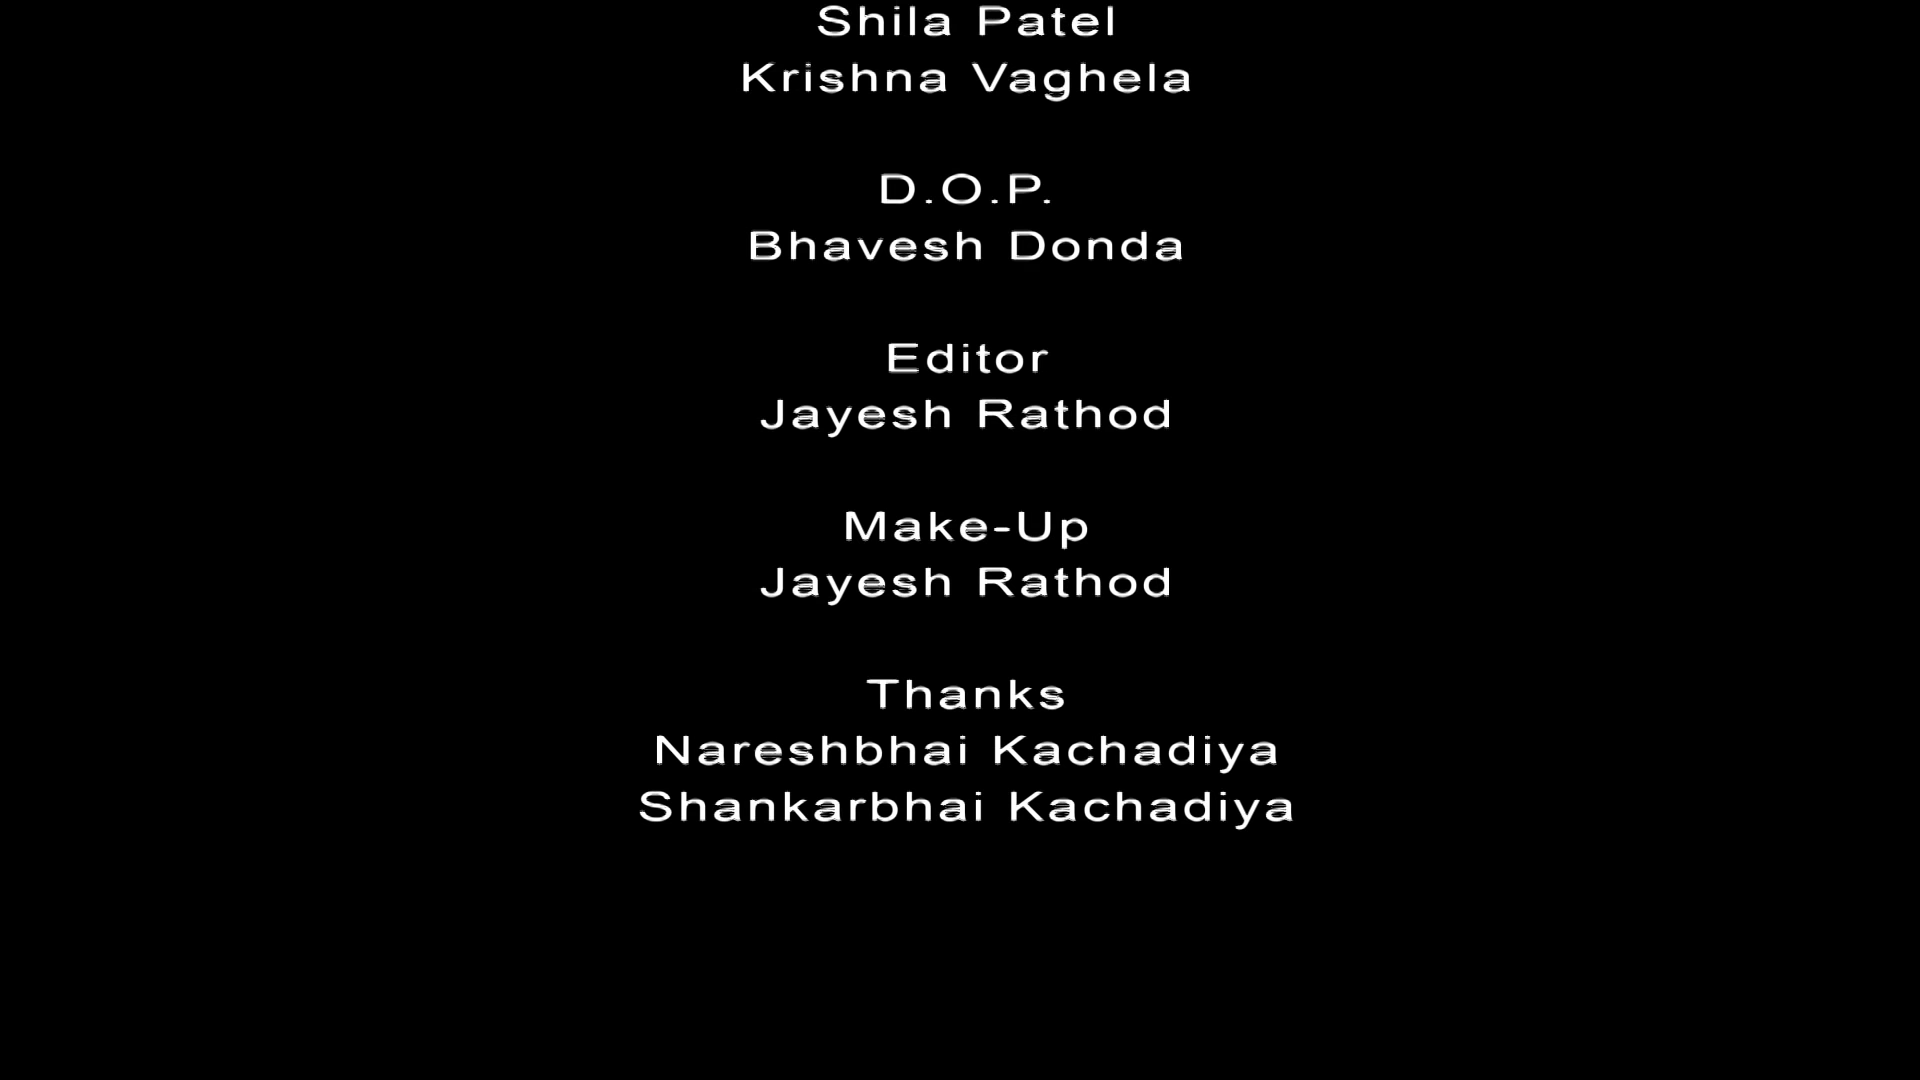 Shila Patel
Krishna Vaghela
D.O.P.
Bhavesh Donda
Editor
Jayesh Rathod
Make-Up
Jayesh Rathod
Thanks
Nareshbhai Kachadiya
Shankarbhai Kachadiya